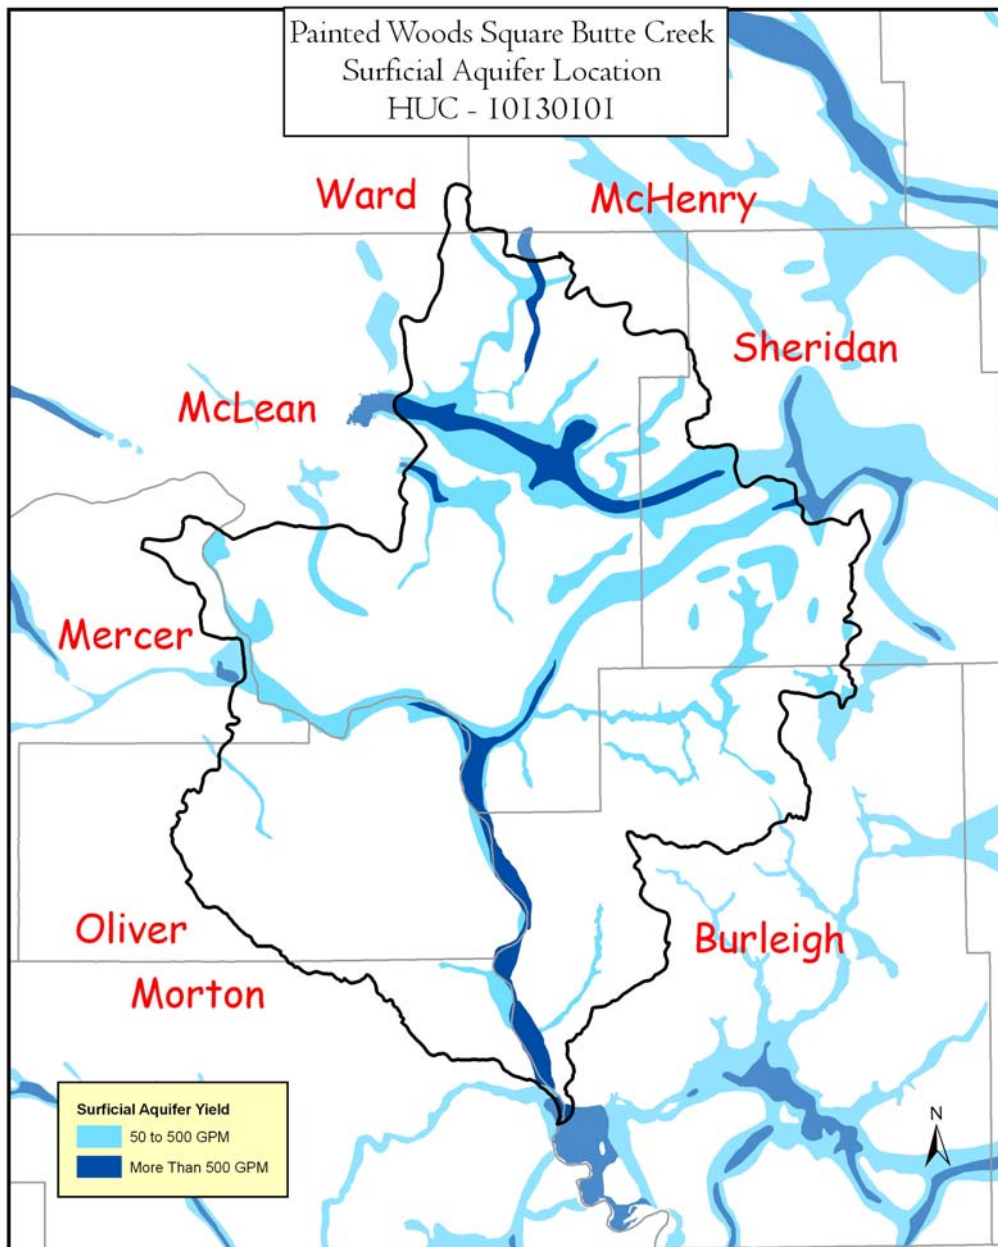 Painted Woods Square Butte Creek
Surficial Aquifer Location
HUC - 10130101
Ward
McHenry
Sheridan
McLean
Mercer
Oliver
Burleigh
Morton
Surficial Aquifer Yield
50 to 500 GPM
More Than 500 GPM
N